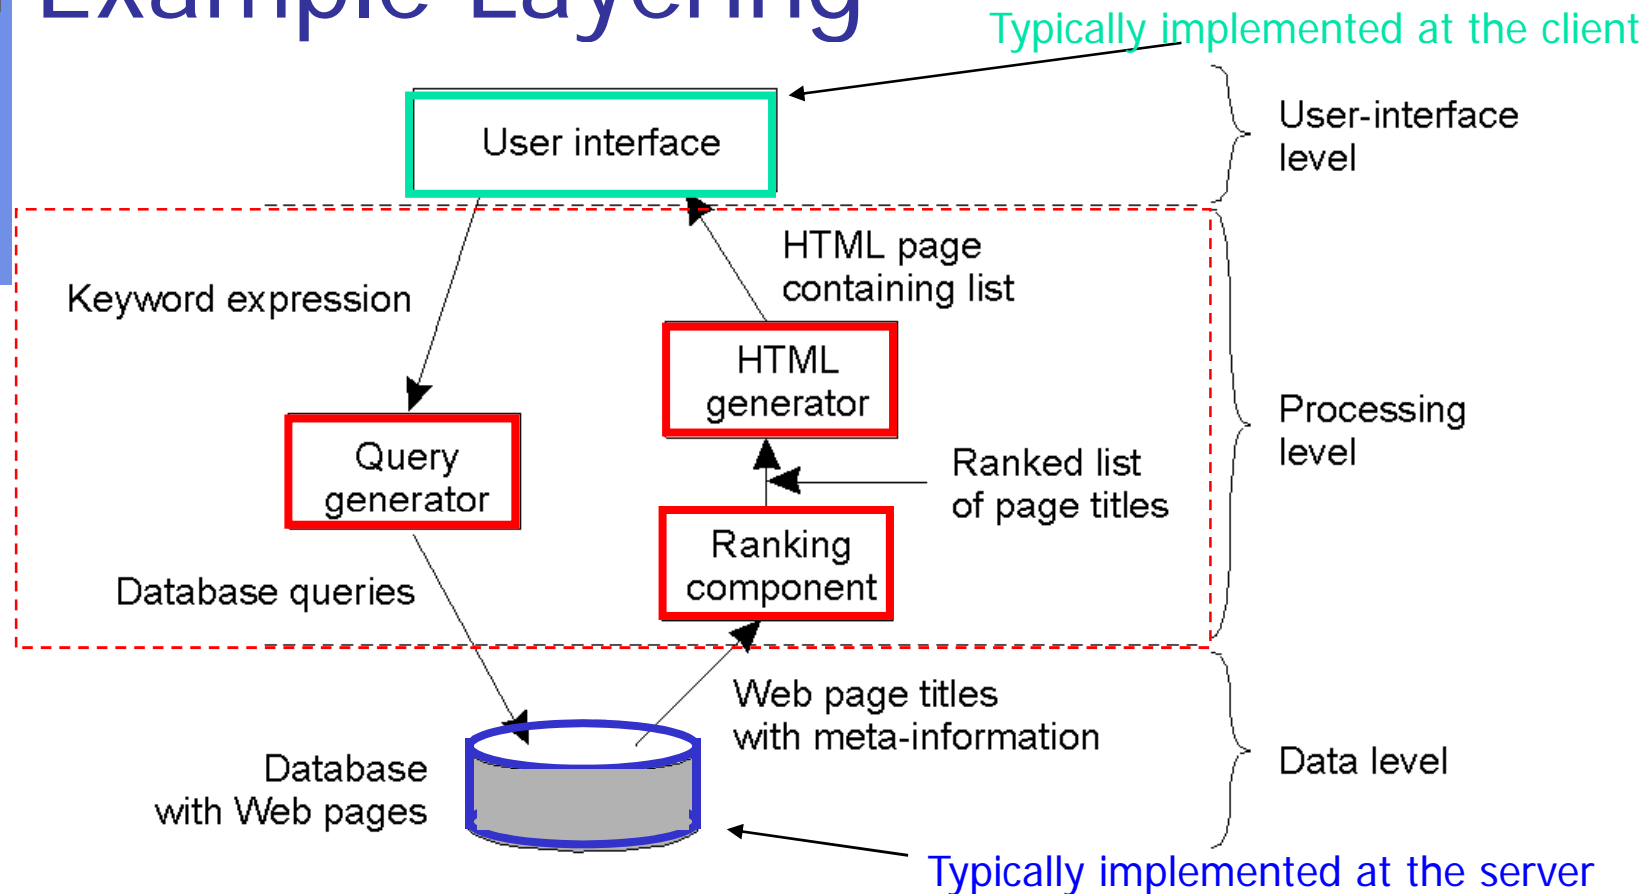 Example Layering
Typically implemented at the client
User interface
User-interface
level
HTML page
containing list
Keyword expression
HTML
generator
Processing
level
Query
generator
Ranked list
of page titles
Ranking
component
Database queries
Web page titles
with meta-information
Database
with Web pages
Data level
Typically implemented at the server